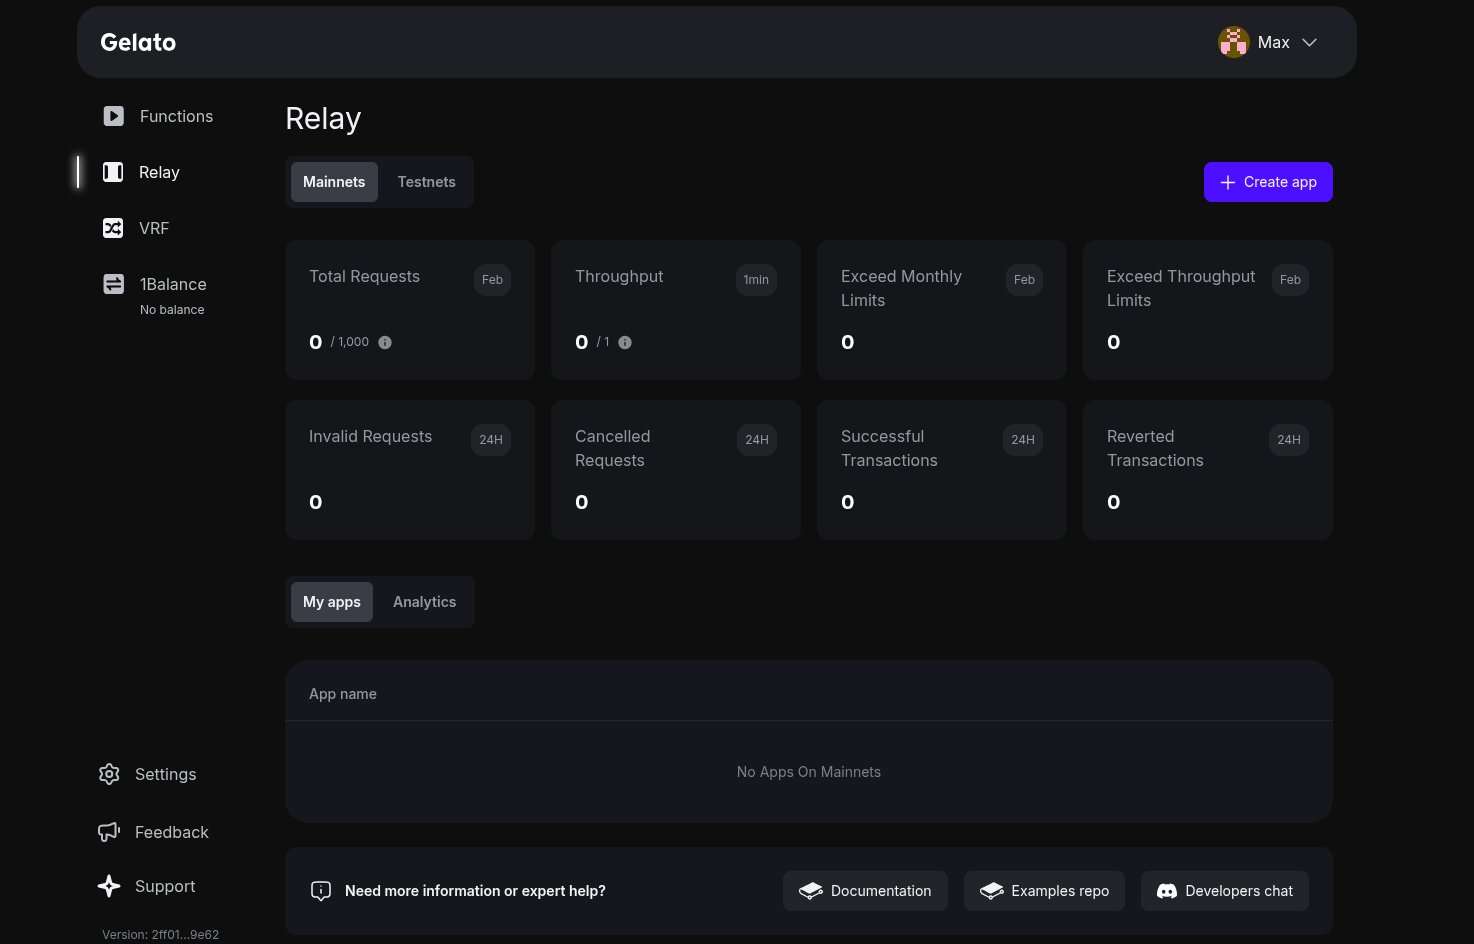 Gelato
Max
Functions
Relay
VRF
1Balance
No balance
Settings
Feedback
Support
Version: 2ff01...9e62
Relay
Mainnets Testnets
Create app
Total Requests Feb
0 / 1,000
Throughput 1min
0 / 1
Exceed Monthly Feb
Limits
0
Exceed Throughput Feb
Limits
0
Invalid Requests 24H
0
Cancelled 24H
Requests
0
Successful 24H
Transactions
0
Reverted 24H
Transactions
0
My apps Analytics
App name
No Apps On Mainnets
Need more information or expert help?
Documentation
Examples repo
Developers chat